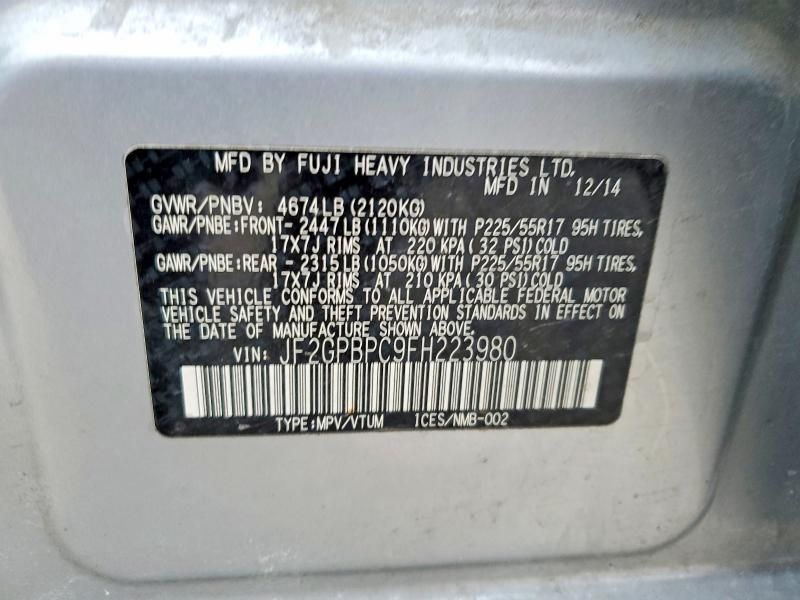 MFD BY FUJI HEAVY INDUSTRIES LTD.
MFD IN 12/14
GVWR/PNBV: 4674LB(2120KG)
GAWR/PNBE:FRONT- 2447LB(1110KG)WITH P225/55R17 95H TIRES,
17X7J RIMS AT 220 KPA(32 PSI)COLD
GAWR/PNBE:REAR - 2315LB(1050KG)WITH P225/55R17 95H TIRES,
17X7J RIMS AT 210 KPA(30 PSI)COLD
THIS VEHICLE CONFORMS TO ALL APPLICABLE FEDERAL MOTOR
VEHICLE SAFETY AND THEFT PREVENTION STANDARDS IN EFFECT ON
THE DATE OF MANUFACTURE SHOWN ABOVE.
VIN: JF2GPBPC9FH223980
TYPE:MPV/VTUM ICES/NMB-002